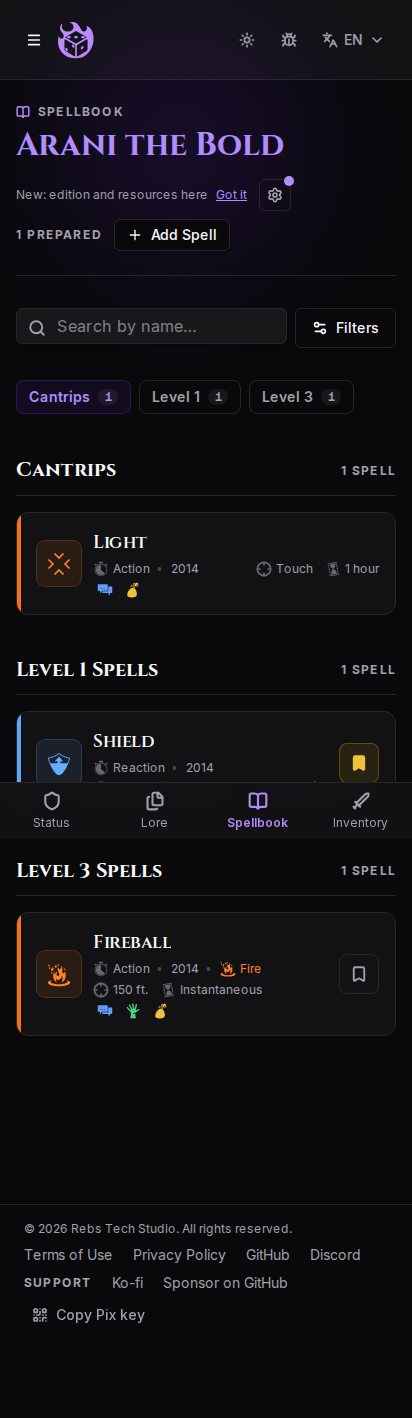 EN
SPELLBOOK
Arani the Bold
New: edition and resources here Got it
1 PREPARED
Add Spell
Search by name...
Filters
Cantrips 1 Level 1 1 Level 3 1
Cantrips 1 SPELL
Light
Action • 2014 Touch 1 hour
Level 1 Spells 1 SPELL
Shield
Reaction • 2014
Status Lore Spellbook Inventory
Level 3 Spells 1 SPELL
Fireball
Action • 2014 • Fire
150 ft. Instantaneous
© 2026 Rebs Tech Studio. All rights reserved.
Terms of Use Privacy Policy GitHub Discord
SUPPORT Ko-fi Sponsor on GitHub
Copy Pix key